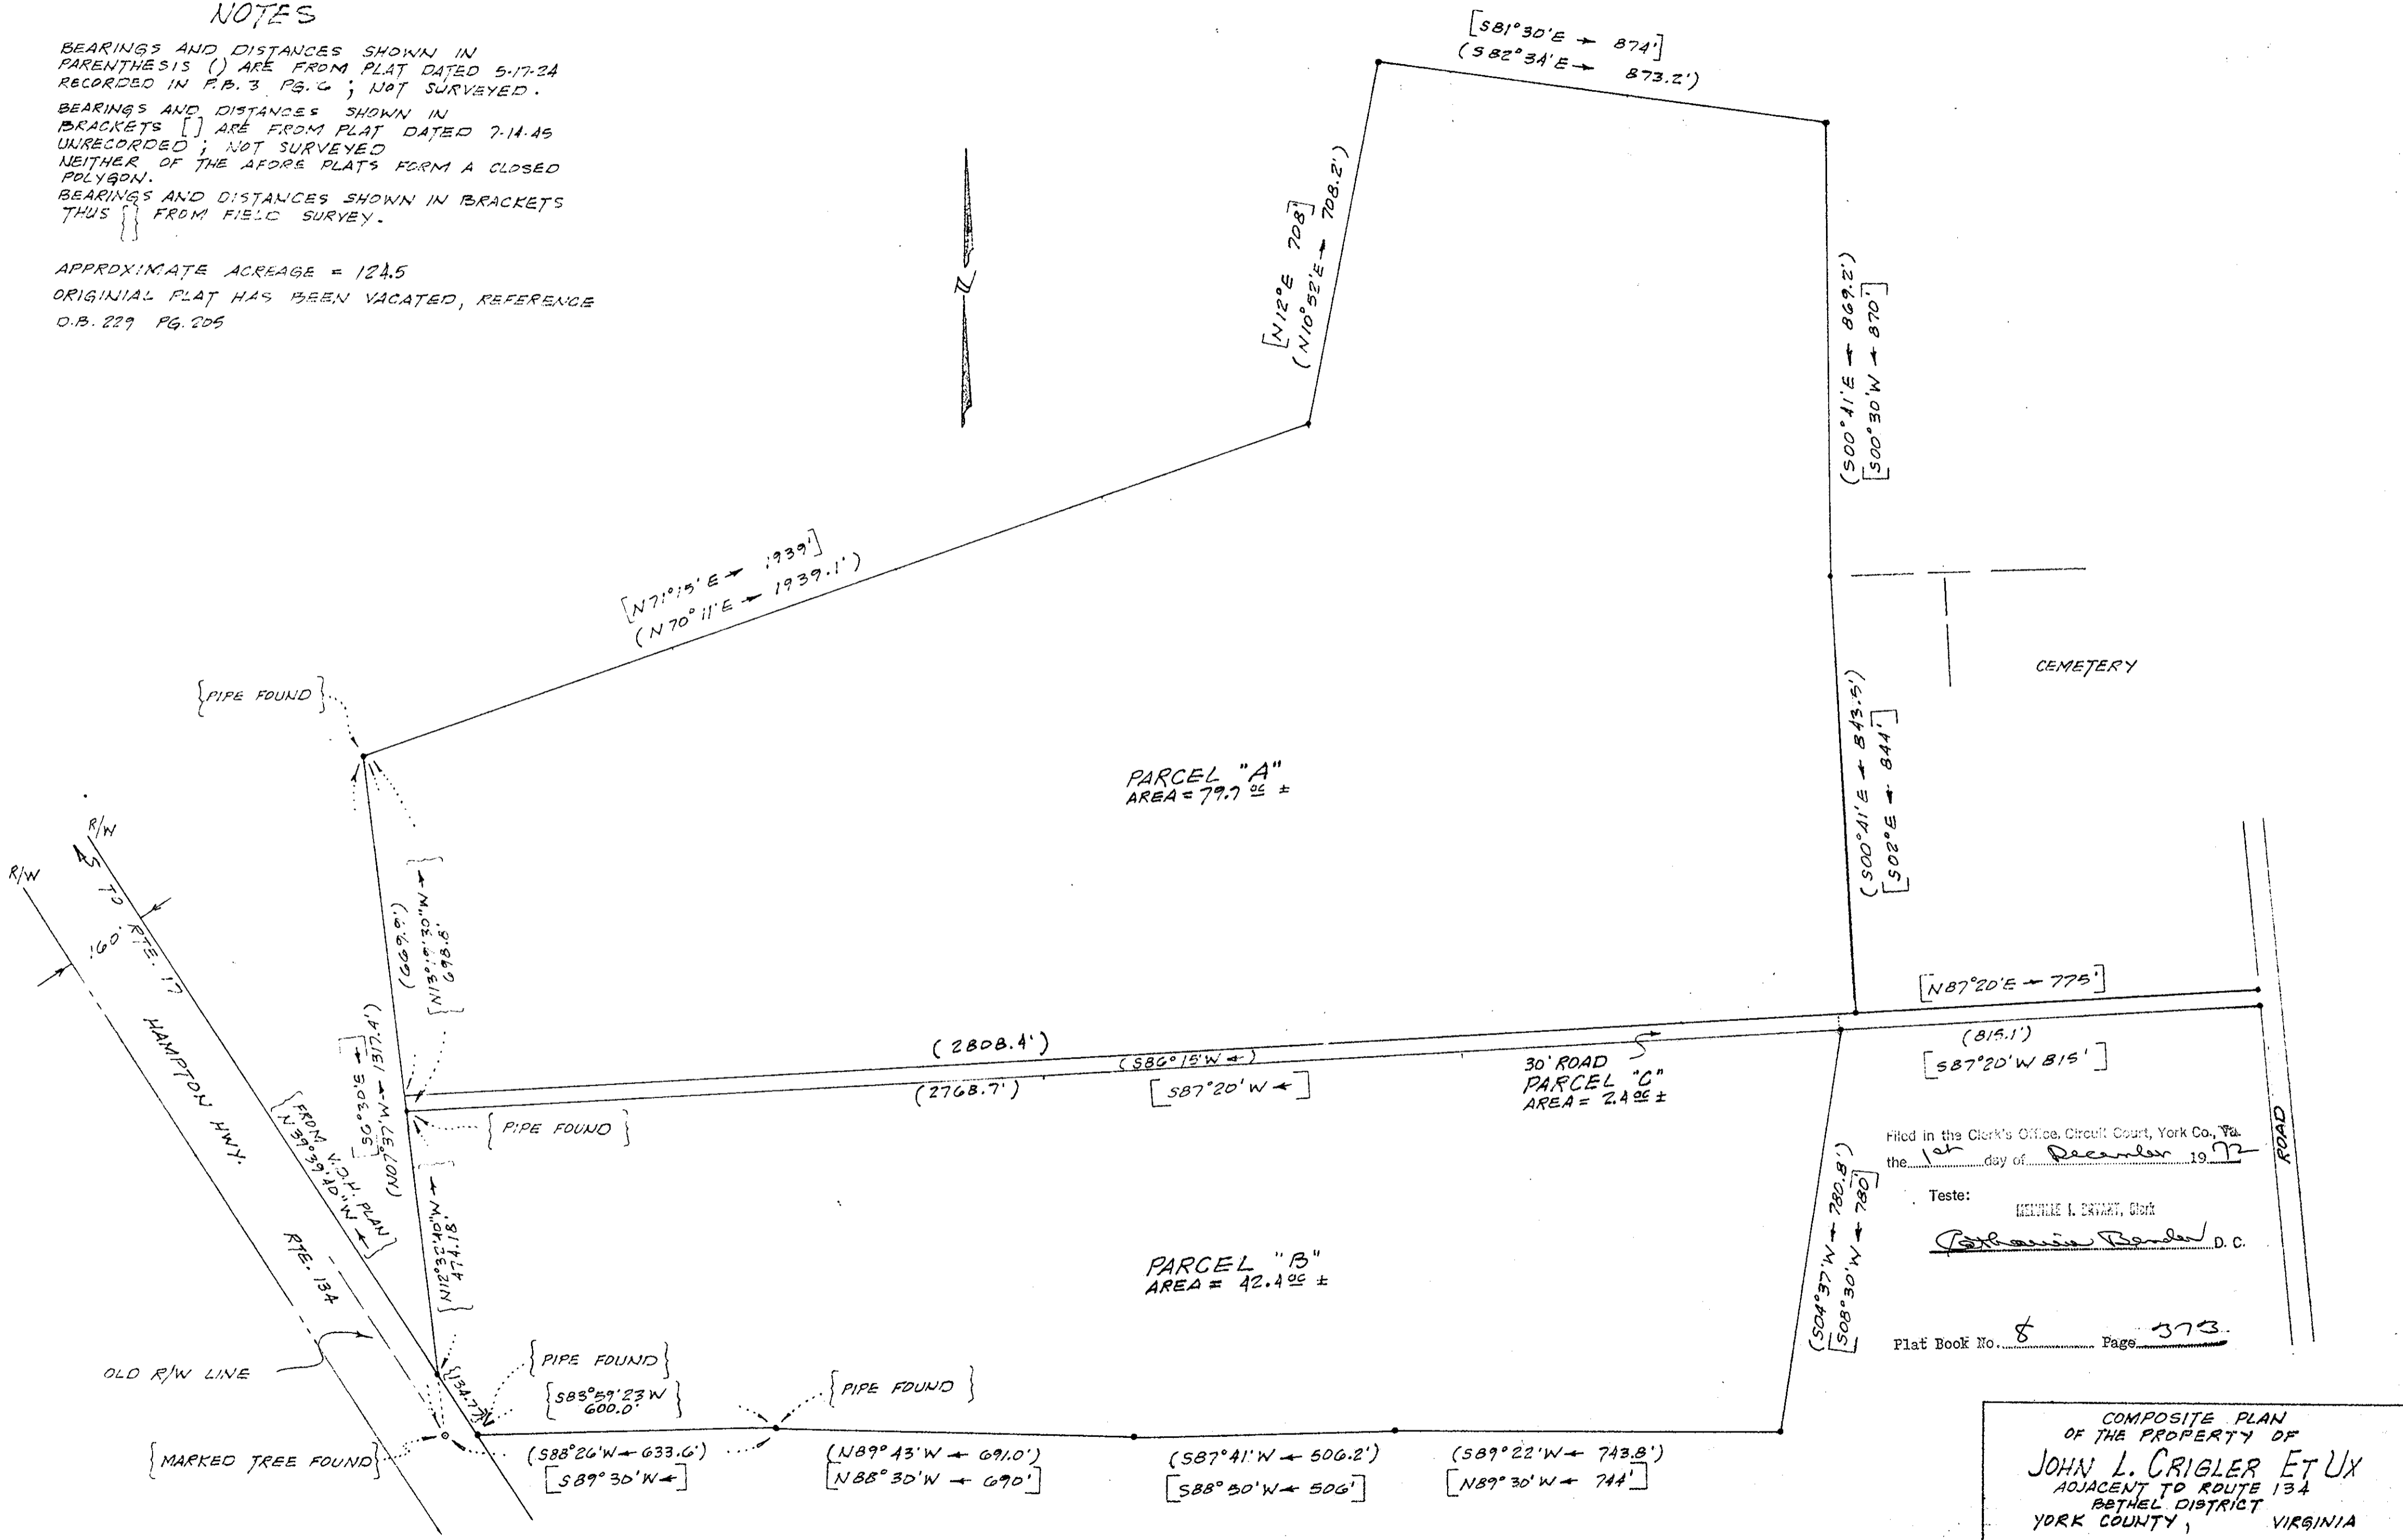 NOTES
BEARINGS AND DISTANCES SHOWN IN
PARENTHESIS () ARE FROM PLAT DATED 5-17-24
RECORDED IN P.B. 3 PG. 6 ; NOT SURVEYED.
BEARINGS AND DISTANCES SHOWN IN
BRACKETS [] ARE FROM PLAT DATED 7-14-45
UNRECORDED ; NOT SURVEYED
NEITHER OF THE AFORE PLATS FORM A CLOSED
POLYGON.
BEARINGS AND DISTANCES SHOWN IN BRACKETS
THUS {} FROM FIELD SURVEY.
APPROXIMATE ACREAGE = 124.5
ORIGINIAL PLAT HAS BEEN VACATED, REFERENCE
D.B. 229 PG. 205
[S81°30'E → 874']
(S82°34'E → 873.2')
[N12°E 708']
(N10°52'E → 708.2')
(S00°41'E → 869.2')
[S00°30'W ← 870']
[N71°15'E → 1939']
(N70°11'E → 1939.1')
{PIPE FOUND}
CEMETERY
PARCEL "A"
AREA = 79.7 ac ±
(S00°41'E ← 843.5')
[S02°E ← 844']
R/W
R/W
TO RTE. 17
160'
HAMPTON HWY.
RTE. 134
(699.9')
698.8'
(N07°37'W → 1317.4')
{FROM V.D.H. PLAN
N39°39'40"W ←}
[N87°20'E → 775']
(2808.4')
(S86°15'W ←)
(2768.7')
[S87°20'W ←]
30' ROAD
PARCEL "C"
AREA = 2.4 ac ±
(815.1')
[S87°20'W 815']
ROAD
{PIPE FOUND}
474.18'
{N12°32'40"W →}
PARCEL "B"
AREA = 42.4 ac ±
(S04°37'W ← 780.8')
[S08°30'W ← 780']
Filed in the Clerk's Office, Circuit Court, York Co., Va.
the 1st day of December 1972
Teste:
MELVILLE I. BRYANT, Clerk
Catharine Bender D. C.
Plat Book No. 8 Page 373
OLD R/W LINE
{134.77'}
{PIPE FOUND}
{S83°59'23 W
600.0'}
{PIPE FOUND}
{MARKED TREE FOUND}
(S88°26'W ← 633.6')
[S89°30'W ←]
(N89°43'W ← 691.0')
[N88°30'W ← 690']
(S87°41'W ← 506.2')
[S88°50'W ← 506']
(S89°22'W ← 743.8')
[N89°30'W ← 744']
COMPOSITE PLAN
OF THE PROPERTY OF
JOHN L. CRIGLER ET UX
ADJACENT TO ROUTE 134
BETHEL DISTRICT
YORK COUNTY, VIRGINIA